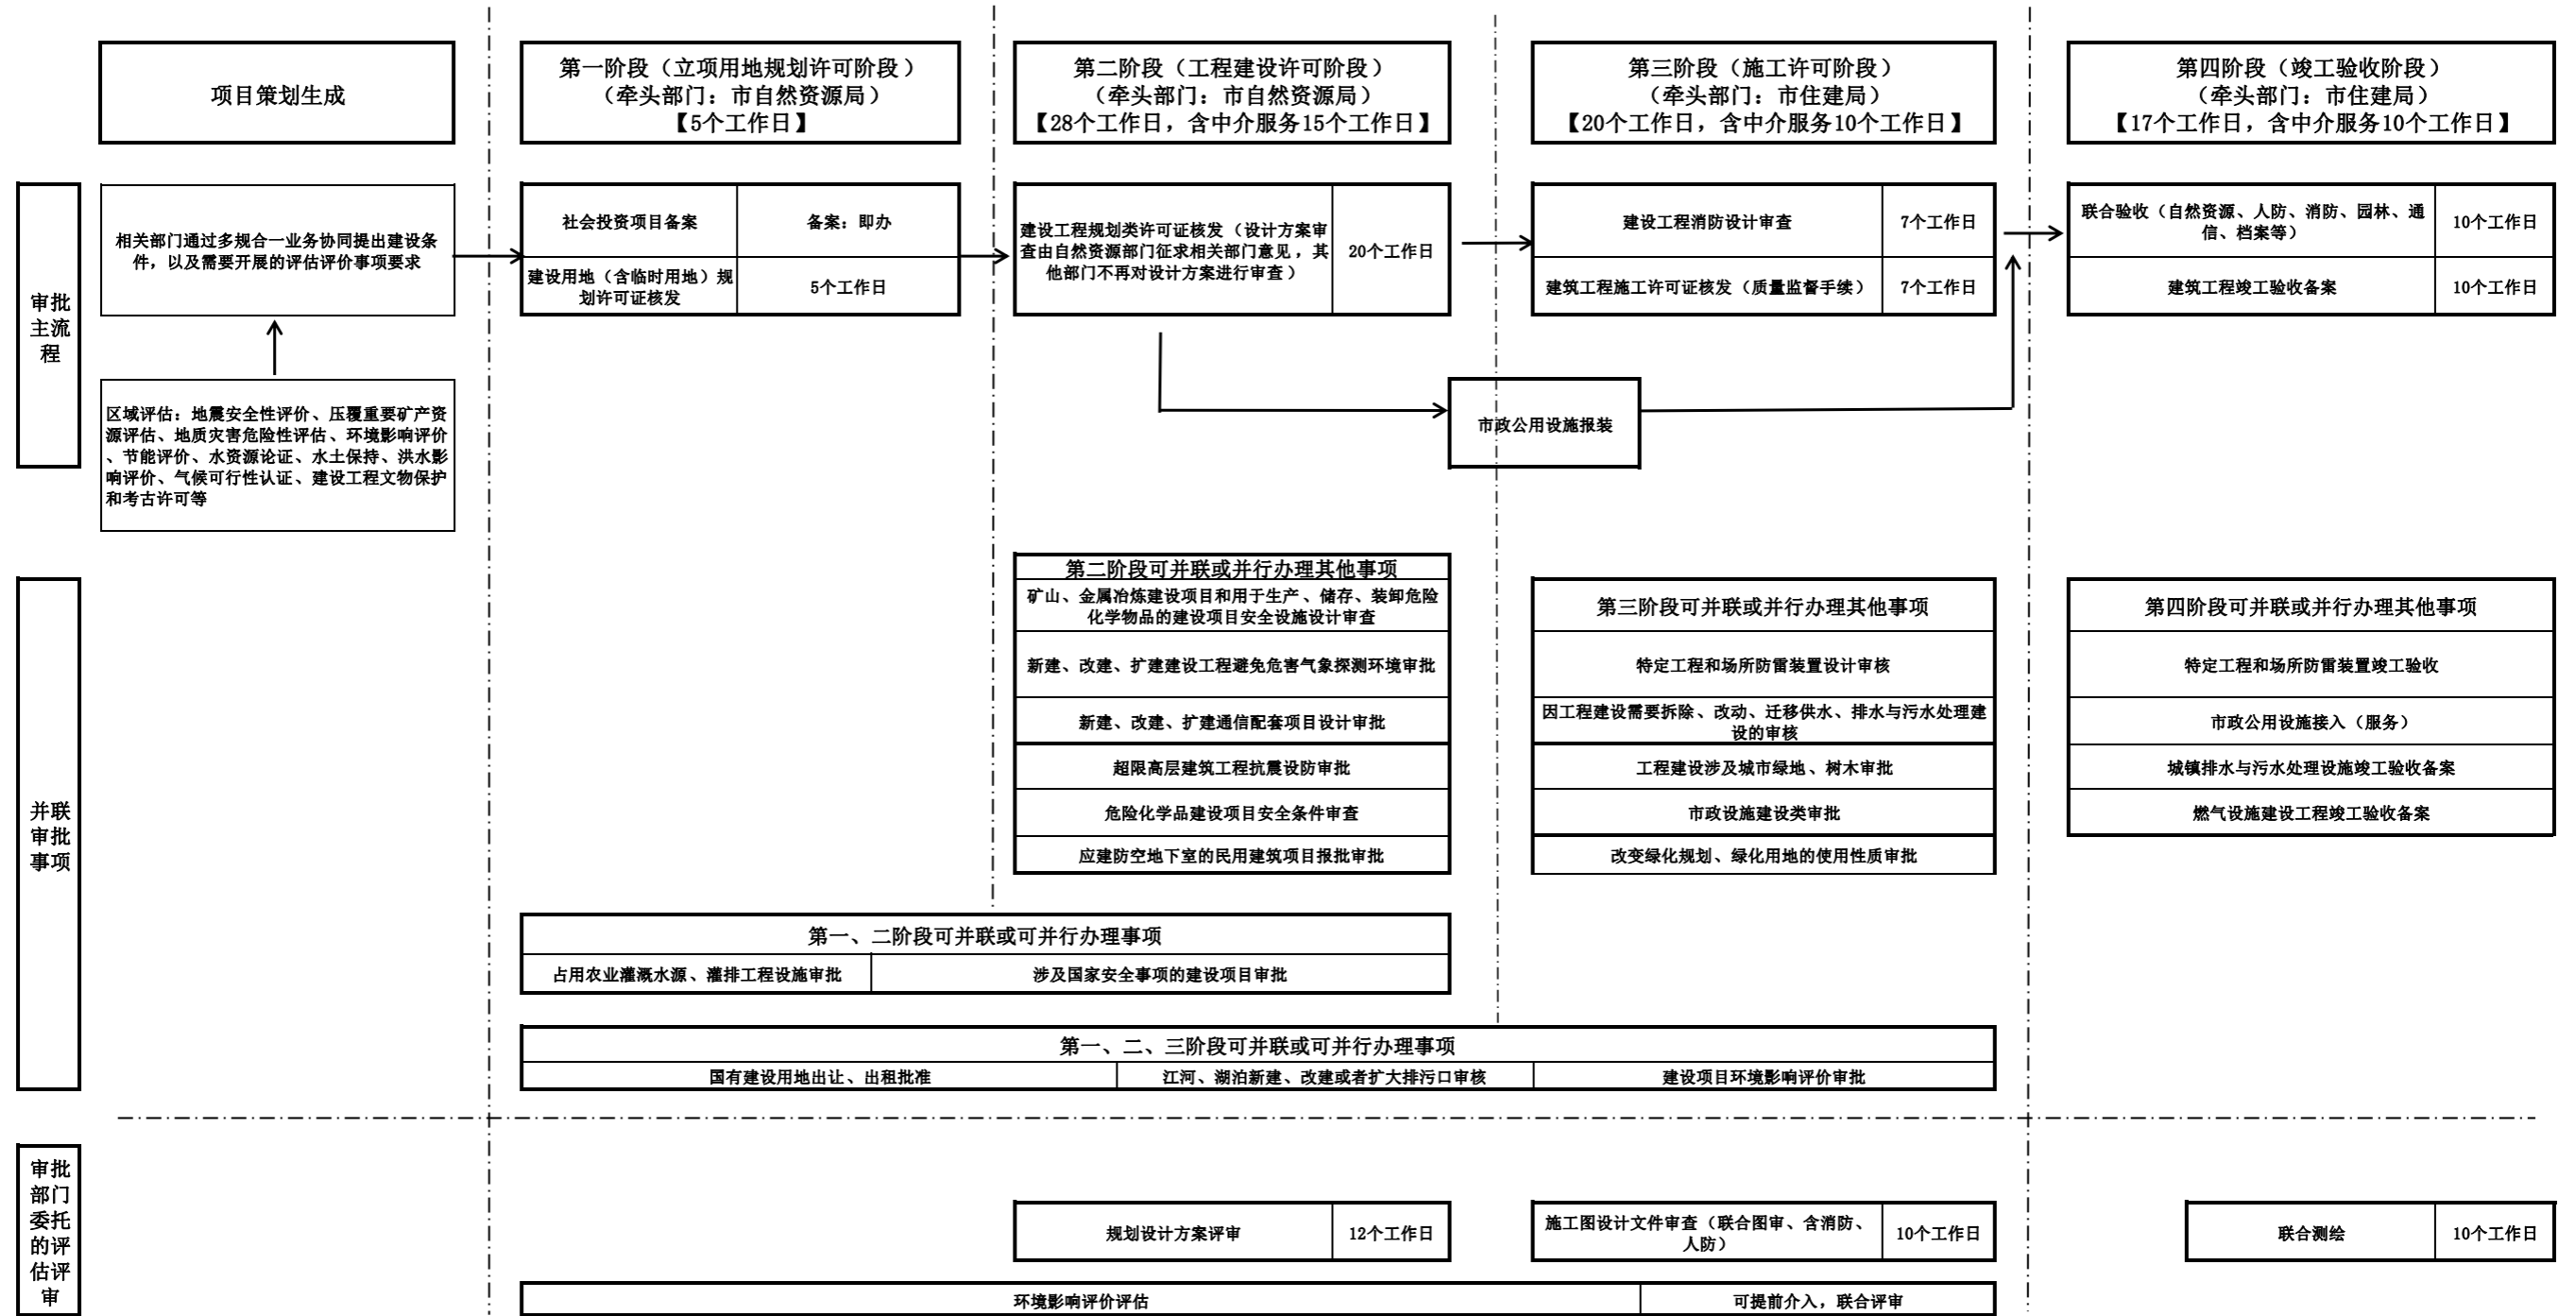 项目策划生成
第一阶段（立项用地规划许可阶段）
（牵头部门：市自然资源局）
【5个工作日】
第二阶段（工程建设许可阶段）
（牵头部门：市自然资源局）
【28个工作日，含中介服务15个工作日】
第三阶段（施工许可阶段）
（牵头部门：市住建局）
【20个工作日，含中介服务10个工作日】
第四阶段（竣工验收阶段）
（牵头部门：市住建局）
【17个工作日，含中介服务10个工作日】
审批
主流
程
相关部门通过多规合一业务协同提出建设条
件，以及需要开展的评估评价事项要求
社会投资项目备案
备案：即办
建设用地（含临时用地）规
划许可证核发
5个工作日
建设工程规划类许可证核发（设计方案审
查由自然资源部门征求相关部门意见，其
他部门不再对设计方案进行审查）
20个工作日
建设工程消防设计审查
7个工作日
建筑工程施工许可证核发（质量监督手续）
7个工作日
联合验收（自然资源、人防、消防、园林、通
信、档案等）
10个工作日
建筑工程竣工验收备案
10个工作日
区域评估：地震安全性评价、压覆重要矿产资
源评估、地质灾害危险性评估、环境影响评价
、节能评价、水资源论证、水土保持、洪水影
响评价、气候可行性认证、建设工程文物保护
和考古许可等
市政公用设施报装
并联
审批
事项
第二阶段可并联或并行办理其他事项
矿山、金属冶炼建设项目和用于生产、储存、装卸危险
化学物品的建设项目安全设施设计审查
新建、改建、扩建建设工程避免危害气象探测环境审批
新建、改建、扩建通信配套项目设计审批
超限高层建筑工程抗震设防审批
危险化学品建设项目安全条件审查
应建防空地下室的民用建筑项目报批审批
第三阶段可并联或并行办理其他事项
特定工程和场所防雷装置设计审核
因工程建设需要拆除、改动、迁移供水、排水与污水处理建
设的审核
工程建设涉及城市绿地、树木审批
市政设施建设类审批
改变绿化规划、绿化用地的使用性质审批
第四阶段可并联或并行办理其他事项
特定工程和场所防雷装置竣工验收
市政公用设施接入（服务）
城镇排水与污水处理设施竣工验收备案
燃气设施建设工程竣工验收备案
第一、二阶段可并联或可并行办理事项
占用农业灌溉水源、灌排工程设施审批
涉及国家安全事项的建设项目审批
第一、二、三阶段可并联或可并行办理事项
国有建设用地出让、出租批准
江河、湖泊新建、改建或者扩大排污口审核
建设项目环境影响评价审批
审批
部门
委托
的评
估评
审
规划设计方案评审
12个工作日
施工图设计文件审查（联合图审、含消防、
人防）
10个工作日
联合测绘
10个工作日
环境影响评价评估
可提前介入，联合评审